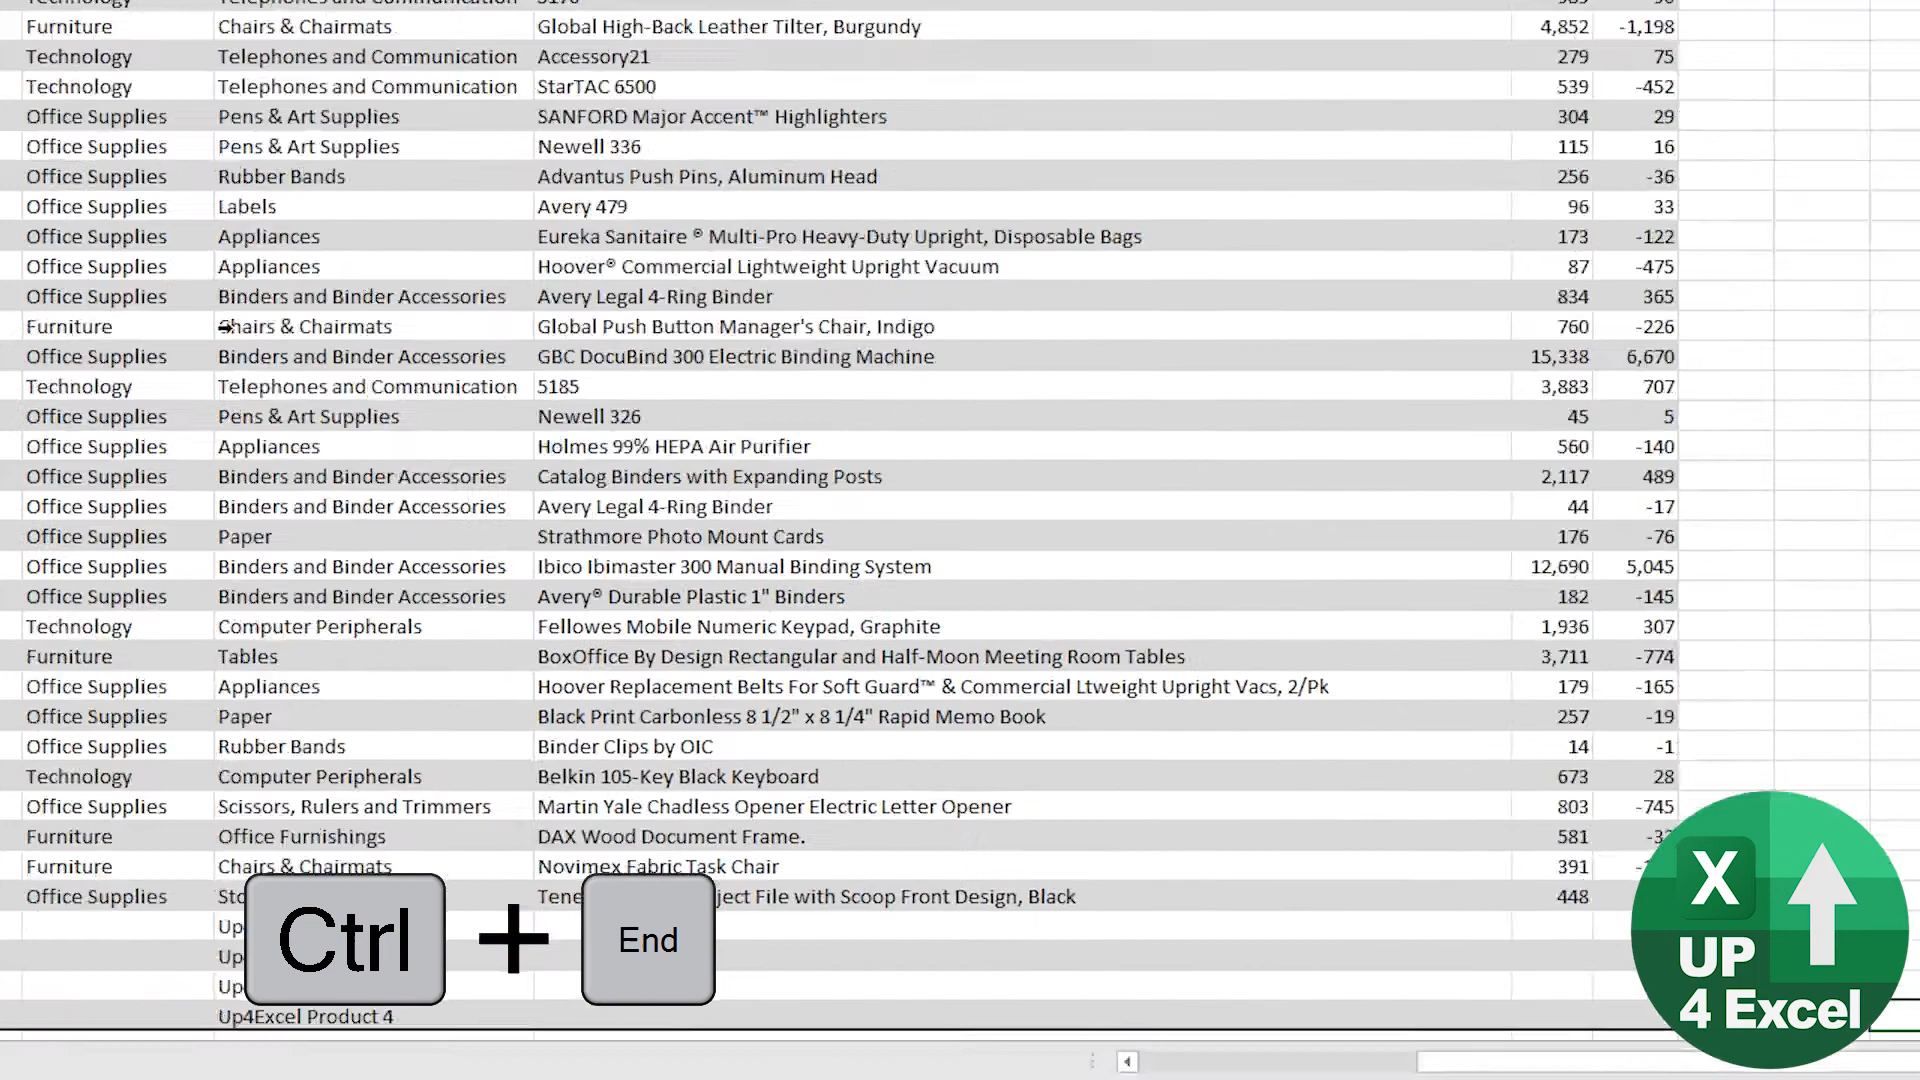 Furniture Chairs & Chairmats Global High-Back Leather Tilter, Burgundy 4,852 -1,198
Technology Telephones and Communication Accessory21 279 75
Technology Telephones and Communication StarTAC 6500 539 -452
Office Supplies Pens & Art Supplies SANFORD Major Accent™ Highlighters 304 29
Office Supplies Pens & Art Supplies Newell 336 115 16
Office Supplies Rubber Bands Advantus Push Pins, Aluminum Head 256 -36
Office Supplies Labels Avery 479 96 33
Office Supplies Appliances Eureka Sanitaire ® Multi-Pro Heavy-Duty Upright, Disposable Bags 173 -122
Office Supplies Appliances Hoover® Commercial Lightweight Upright Vacuum 87 -475
Office Supplies Binders and Binder Accessories Avery Legal 4-Ring Binder 834 365
Furniture Chairs & Chairmats Global Push Button Manager's Chair, Indigo 760 -226
Office Supplies Binders and Binder Accessories GBC DocuBind 300 Electric Binding Machine 15,338 6,670
Technology Telephones and Communication 5185 3,883 707
Office Supplies Pens & Art Supplies Newell 326 45 5
Office Supplies Appliances Holmes 99% HEPA Air Purifier 560 -140
Office Supplies Binders and Binder Accessories Catalog Binders with Expanding Posts 2,117 489
Office Supplies Binders and Binder Accessories Avery Legal 4-Ring Binder 44 -17
Office Supplies Paper Strathmore Photo Mount Cards 176 -76
Office Supplies Binders and Binder Accessories Ibico Ibimaster 300 Manual Binding System 12,690 5,045
Office Supplies Binders and Binder Accessories Avery® Durable Plastic 1" Binders 182 -145
Technology Computer Peripherals Fellowes Mobile Numeric Keypad, Graphite 1,936 307
Furniture Tables BoxOffice By Design Rectangular and Half-Moon Meeting Room Tables 3,711 -774
Office Supplies Appliances Hoover Replacement Belts For Soft Guard™ & Commercial Ltweight Upright Vacs, 2/Pk 179 -165
Office Supplies Paper Black Print Carbonless 8 1/2" x 8 1/4" Rapid Memo Book 257 -19
Office Supplies Rubber Bands Binder Clips by OIC 14 -1
Technology Computer Peripherals Belkin 105-Key Black Keyboard 673 28
Office Supplies Scissors, Rulers and Trimmers Martin Yale Chadless Opener Electric Letter Opener 803 -745
Furniture Office Furnishings DAX Wood Document Frame. 581
Furniture Chairs & Chairmats Novimex Fabric Task Chair 391
Office Supplies File with Scoop Front Design, Black 448
Up4Excel Product 4
Ctrl + End
X
UP
4 Excel